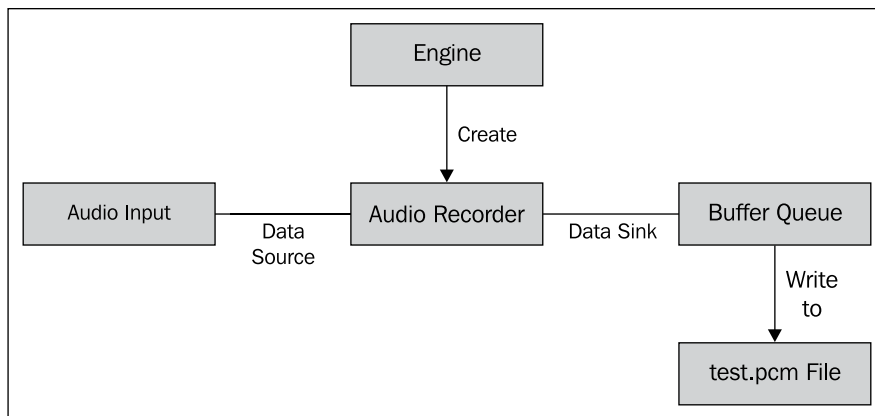 Engine
Create
Audio Input
Data
Source
Audio Recorder
Data Sink
Buffer Queue
Write
to
test.pcm File